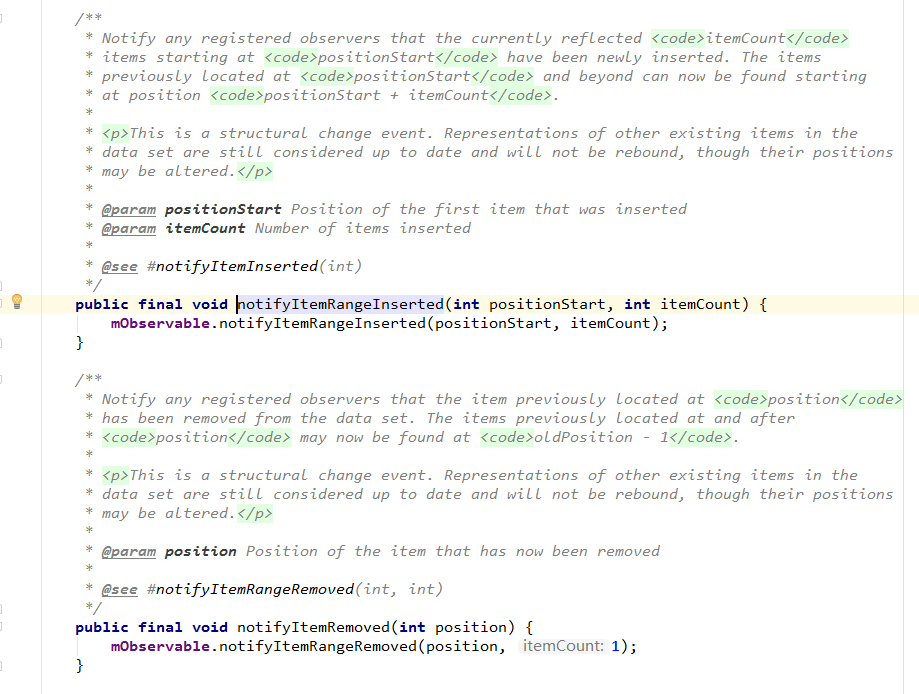 /**
 * Notify any registered observers that the currently reflected <code>itemCount</code>
 * items starting at <code>positionStart</code> have been newly inserted. The items
 * previously located at <code>positionStart</code> and beyond can now be found starting
 * at position <code>positionStart + itemCount</code>.
 *
 * <p>This is a structural change event. Representations of other existing items in the
 * data set are still considered up to date and will not be rebound, though their positions
 * may be altered.</p>
 *
 * @param positionStart Position of the first item that was inserted
 * @param itemCount Number of items inserted
 *
 * @see #notifyItemInserted(int)
 */
public final void notifyItemRangeInserted(int positionStart, int itemCount) {
    mObservable.notifyItemRangeInserted(positionStart, itemCount);
}
/**
 * Notify any registered observers that the item previously located at <code>position</code>
 * has been removed from the data set. The items previously located at and after
 * <code>position</code> may now be found at <code>oldPosition - 1</code>.
 *
 * <p>This is a structural change event. Representations of other existing items in the
 * data set are still considered up to date and will not be rebound, though their positions
 * may be altered.</p>
 *
 * @param position Position of the item that has now been removed
 *
 * @see #notifyItemRangeRemoved(int, int)
 */
public final void notifyItemRemoved(int position) {
    mObservable.notifyItemRangeRemoved(position, itemCount: 1);
}